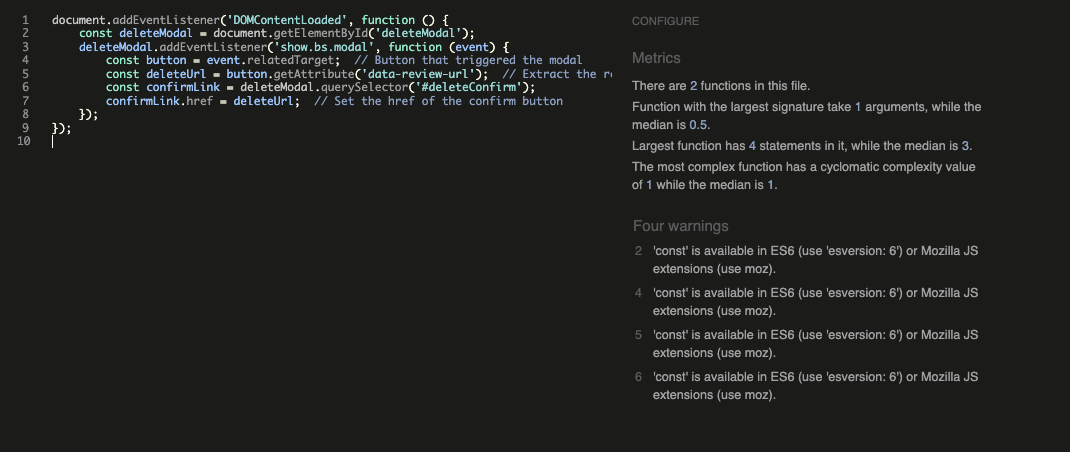 1 document.addEventListener('DOMContentLoaded', function () {
CONFIGURE
2 const deleteModal = document.getElementById('deleteModal');
3 deleteModal.addEventListener('show.bs.modal', function (event) {
4 const button = event.relatedTarget; // Button that triggered the modal
5 const deleteUrl = button.getAttribute('data-review-url'); // Extract the
6 const confirmLink = deleteModal.querySelector('#deleteConfirm');
7 confirmLink.href = deleteUrl; // Set the href of the confirm button
8 });
9 });
10
Metrics
There are 2 functions in this file.
Function with the largest signature take 1 arguments, while the
median is 0.5.
Largest function has 4 statements in it, while the median is 3.
The most complex function has a cyclomatic complexity value
of 1 while the median is 1.
Four warnings
2 'const' is available in ES6 (use 'esversion: 6') or Mozilla JS
extensions (use moz).
4 'const' is available in ES6 (use 'esversion: 6') or Mozilla JS
extensions (use moz).
5 'const' is available in ES6 (use 'esversion: 6') or Mozilla JS
extensions (use moz).
6 'const' is available in ES6 (use 'esversion: 6') or Mozilla JS
extensions (use moz).